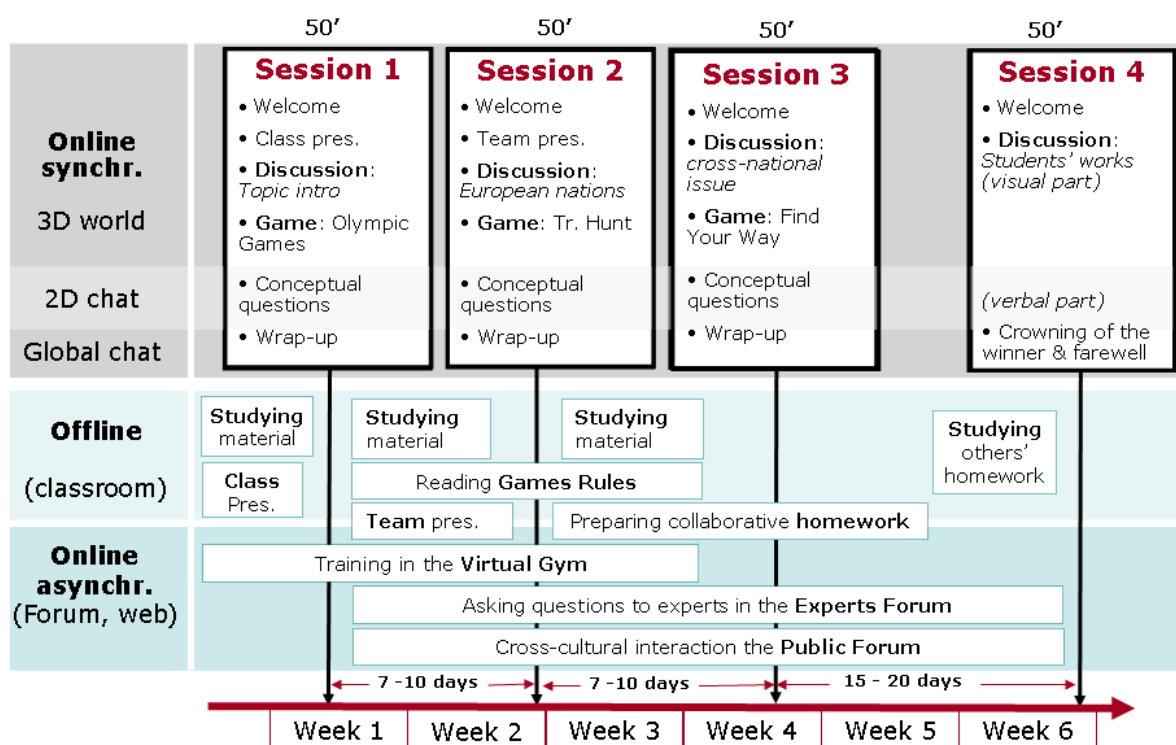 50’
50’
50’
50’
Session 1
• Welcome
• Class pres.
• Discussion:
Topic intro
• Game: Olympic
Games
• Conceptual
questions
• Wrap-up
Session 2
• Welcome
• Team pres.
• Discussion:
European nations
• Game: Tr. Hunt
• Conceptual
questions
• Wrap-up
Session 3
• Welcome
• Discussion:
cross-national
issue
• Game: Find
Your Way
• Conceptual
questions
• Wrap-up
Session 4
• Welcome
• Discussion:
Students’ works
(visual part)
(verbal part)
• Crowning of the
winner & farewell
Online
synchr.
3D world
2D chat
Global chat
Offline
(classroom)
Studying
material
Studying
material
Studying
material
Studying
others’
homework
Class
Pres.
Reading Games Rules
Team pres.
Preparing collaborative homework
Online
asynchr.
(Forum, web)
Training in the Virtual Gym
Asking questions to experts in the Experts Forum
Cross-cultural interaction the Public Forum
7 -10 days
7 -10 days
15 - 20 days
Week 1
Week 2
Week 3
Week 4
Week 5
Week 6